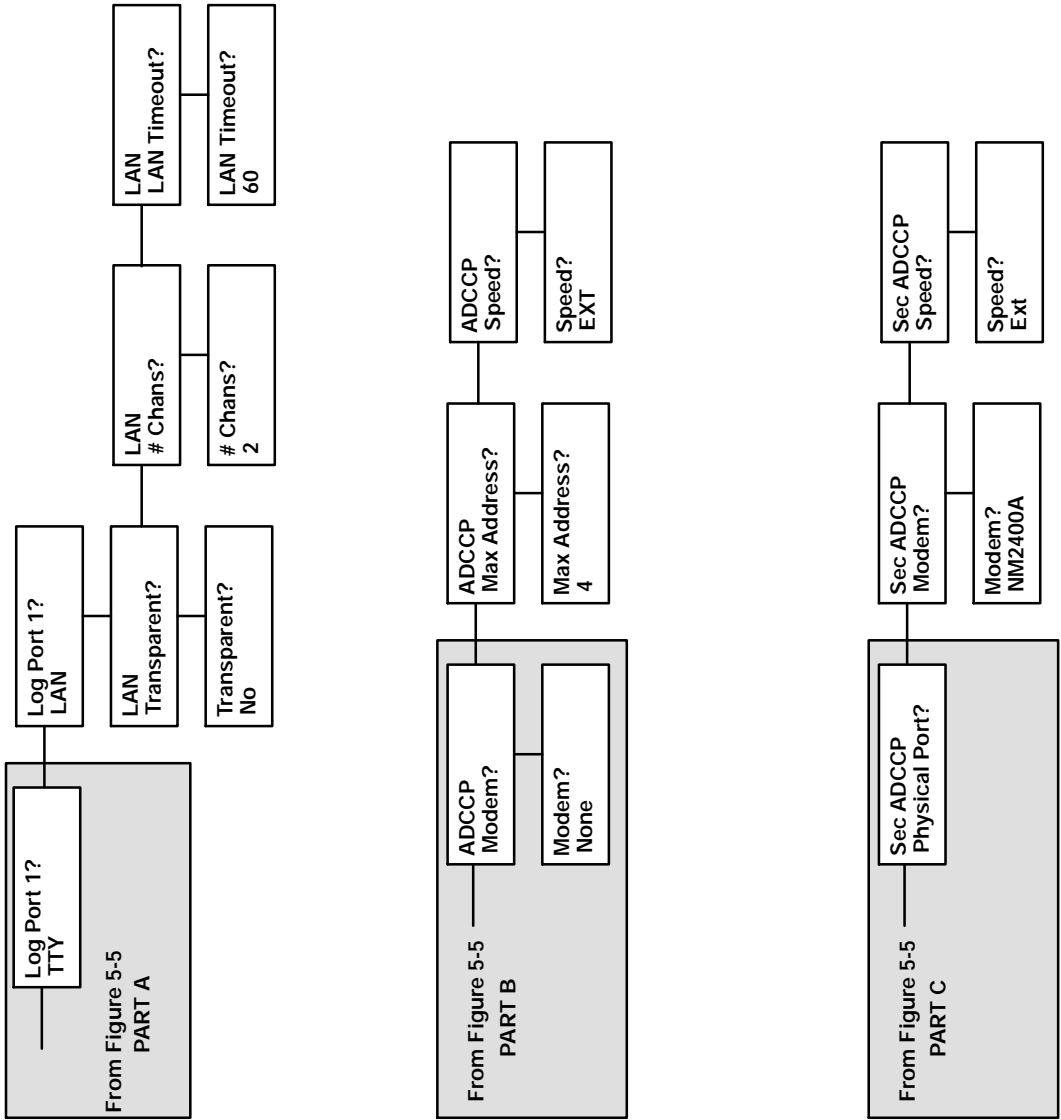 Log Port 1?
TTY
From Figure 5-5
PART A
Log Port 1?
LAN
LAN
Transparent?
Transparent?
No
LAN
# Chans?
# Chans?
2
LAN
LAN Timeout?
LAN Timeout?
60
From Figure 5-5
PART B
ADCCP
Modem?
Modem?
None
ADCCP
Max Address?
Max Address?
4
ADCCP
Speed?
Speed?
EXT
From Figure 5-5
PART C
Sec ADCCP
Physical Port?
Sec ADCCP
Modem?
Modem?
NM2400A
Sec ADCCP
Speed?
Speed?
Ext